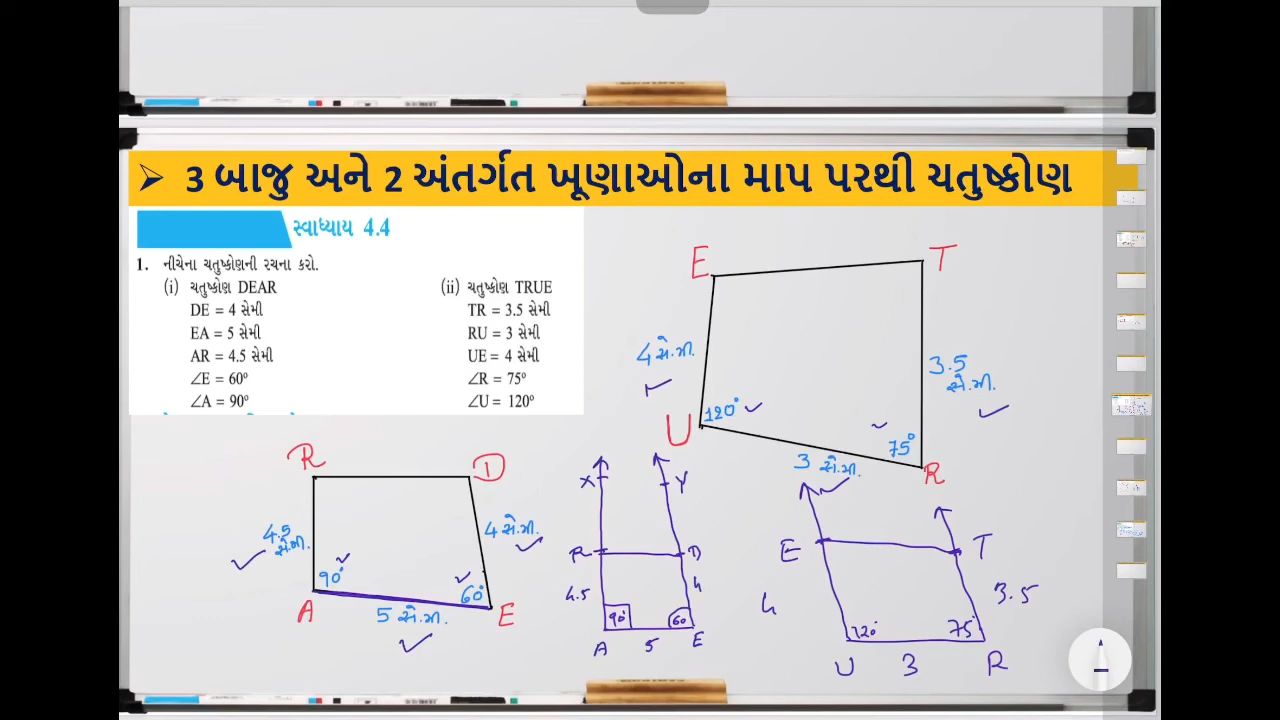 ➢ 3 બાજુ અને 2 અંતર્ગત ખૂણાઓના માપ પરથી ચતુષ્કોણ
સ્વાધ્યાય 4.4
1. નીચેના ચતુષ્કોણની રચના કરો.
(i) ચતુષ્કોણ DEAR
DE = 4 સેમી
EA = 5 સેમી
AR = 4.5 સેમી
∠E = 60°
∠A = 90°
(ii) ચતુષ્કોણ TRUE
TR = 3.5 સેમી
RU = 3 સેમી
UE = 4 સેમી
∠R = 75°
∠U = 120°
E T
4 સે.મી.
3.5
સે.મી.
120°
75°
U
3 સે.મી.
R
R D
4.5
સે.મી.
4 સે.મી.
90°
60°
A
5 સે.મી.
E
X Y
R D
4.5 4
90° 60°
A 5 E
E T
4 3.5
120° 75°
U 3 R